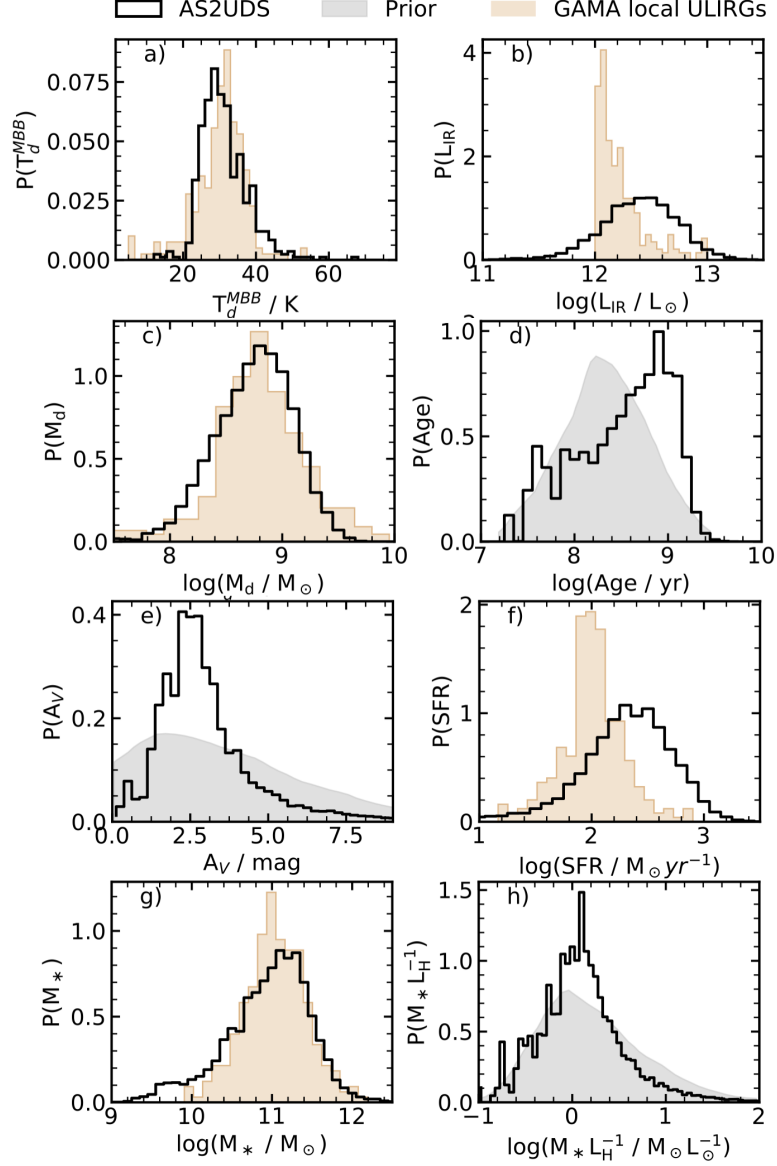 AS2UDS Prior GAMA local ULIRGs
a) b)
P(T_d^{MBB}) P(L_IR)
0.000 0.025 0.050 0.075
0 2 4
20 40 60
11 12 13
T_d^{MBB} / K log(L_IR / L_⊙)
c) d)
P(M_d) P(Age)
0.0 0.5 1.0
0.0 0.5 1.0
8 9 10
7 8 9 10
log(M_d / M_⊙) log(Age / yr)
e) f)
P(A_V) P(SFR)
0.0 0.2 0.4
0 1 2
0.0 2.5 5.0 7.5
1 2 3
A_V / mag log(SFR / M_⊙ yr^{−1})
g) h)
P(M_∗) P(M_∗ L_H^{−1})
0.0 0.5 1.0
0.0 0.5 1.0 1.5
9 10 11 12
−1 0 1 2
log(M_∗ / M_⊙) log(M_∗ L_H^{−1} / M_⊙ L_⊙^{−1})